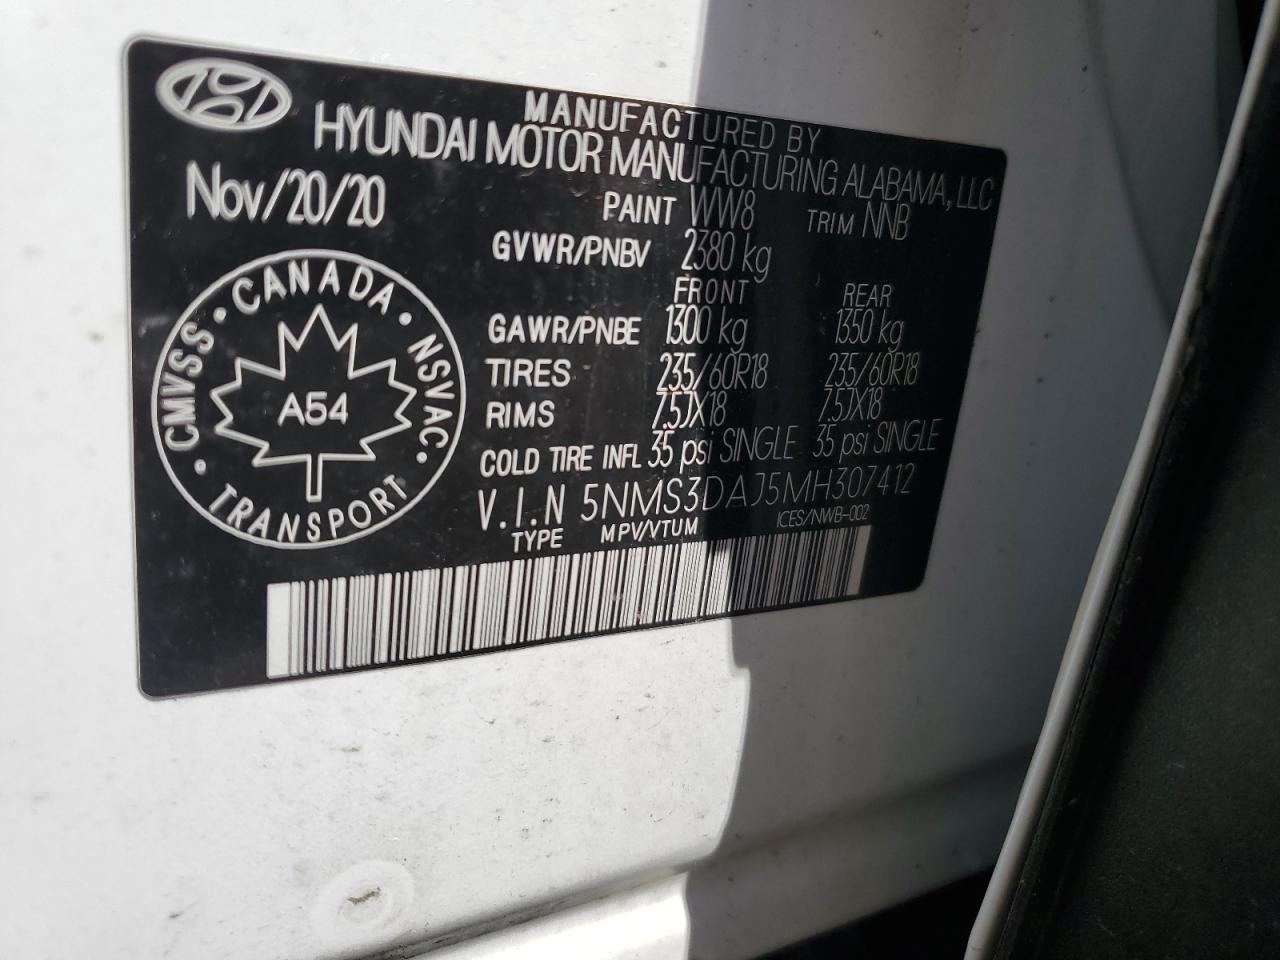 MANUFACTURED BY
HYUNDAI MOTOR MANUFACTURING ALABAMA, LLC
Nov/20/20
PAINT WW8 TRIM NNB
GVWR/PNBV 2380 kg
FRONT REAR
GAWR/PNBE 1300 kg 1350 kg
TIRES 235/60R18 235/60R18
RIMS 7.5JX18 7.5JX18
COLD TIRE INFL 35 psi SINGLE 35 psi SINGLE
V.I.N 5NMS3DAJ5MH307412
TYPE MPV/VTUM ICES/NWB-002
· CMVSS · CANADA · NSVAC ·
TRANSPORT
A54